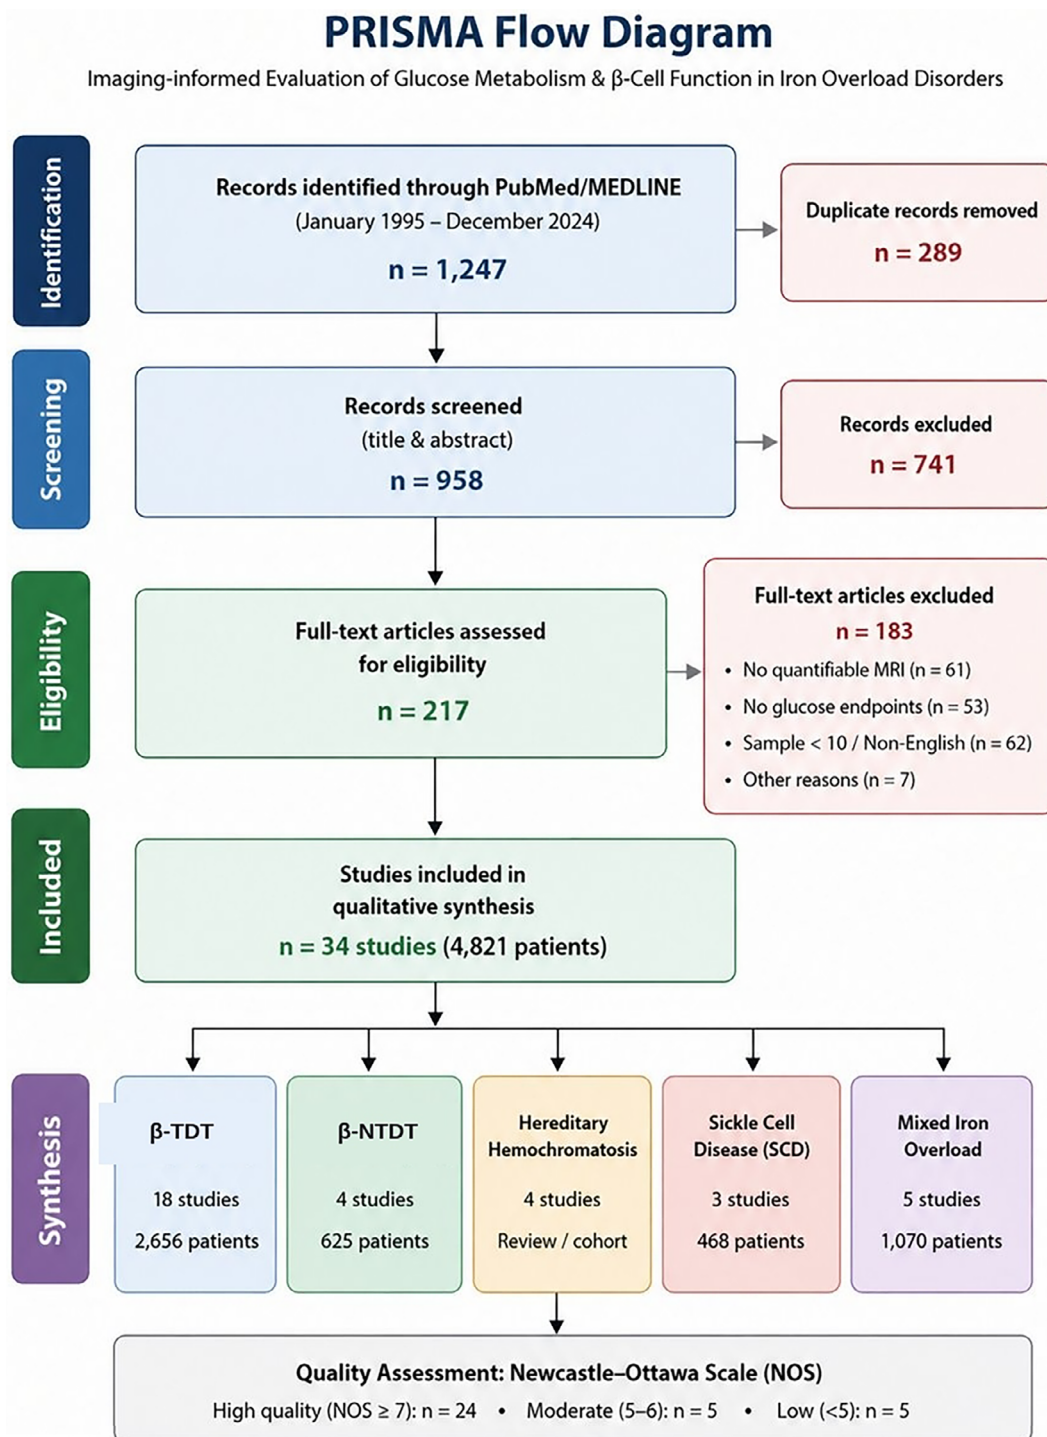 PRISMA Flow Diagram
Imaging-informed Evaluation of Glucose Metabolism & β-Cell Function in Iron Overload Disorders
Identification
Records identified through PubMed/MEDLINE
(January 1995 – December 2024)
n = 1,247
Duplicate records removed
n = 289
Screening
Records screened
(title & abstract)
n = 958
Records excluded
n = 741
Eligibility
Full-text articles assessed
for eligibility
n = 217
Full-text articles excluded
n = 183
• No quantifiable MRI (n = 61)
• No glucose endpoints (n = 53)
• Sample < 10 / Non-English (n = 62)
• Other reasons (n = 7)
Included
Studies included in
qualitative synthesis
n = 34 studies (4,821 patients)
Synthesis
β-TDT
18 studies
2,656 patients
β-NTDT
4 studies
625 patients
Hereditary
Hemochromatosis
4 studies
Review / cohort
Sickle Cell
Disease (SCD)
3 studies
468 patients
Mixed Iron
Overload
5 studies
1,070 patients
Quality Assessment: Newcastle–Ottawa Scale (NOS)
High quality (NOS ≥ 7): n = 24 • Moderate (5–6): n = 5 • Low (<5): n = 5